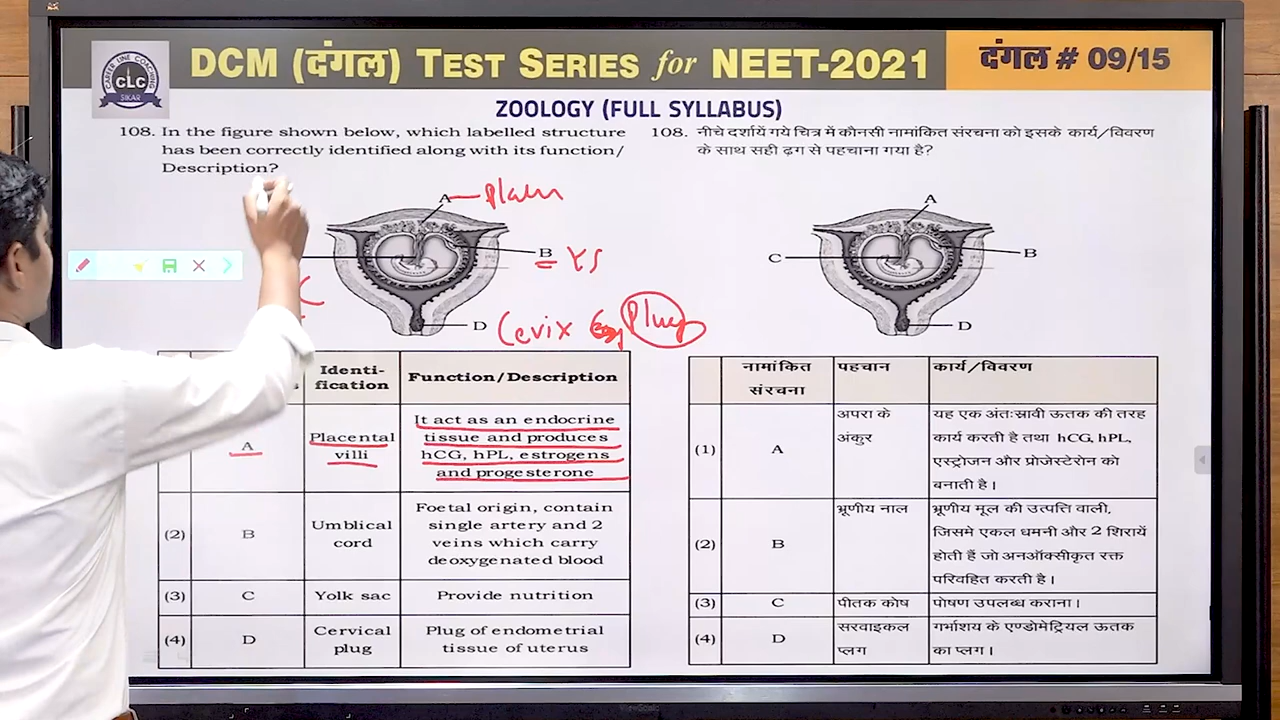 CAREER LINE COACHING
CLC
SIKAR
DCM (दंगल) TEST SERIES for NEET-2021
दंगल # 09/15
ZOOLOGY (FULL SYLLABUS)
108. In the figure shown below, which labelled structure
has been correctly identified along with its function/
Description?
A
B
D
Cervix
Plug
= YS
Identi-
fication
Function/Description
A
Placental
villi
It act as an endocrine
tissue and produces
hCG, hPL, estrogens
and progesterone
(2)
B
Umblical
cord
Foetal origin, contain
single artery and 2
veins which carry
deoxygenated blood
(3)
C
Yolk sac
Provide nutrition
(4)
D
Cervical
plug
Plug of endometrial
tissue of uterus
108. नीचे दर्शायें गये चित्र में कौनसी नामांकित संरचना को इसके कार्य/विवरण
के साथ सही ढ़ग से पहचाना गया है?
A
B
C
D
नामांकित
संरचना
पहचान
कार्य/विवरण
(1)
A
अपरा के
अंकुर
यह एक अंतःस्रावी ऊतक की तरह
कार्य करती है तथा hCG, hPL,
एस्ट्रोजन और प्रोजेस्टेरोन को
बनाती है।
(2)
B
भ्रूणीय नाल
भ्रूणीय मूल की उत्पत्ति वाली,
जिसमे एकल धमनी और 2 शिरायें
होती हैं जो अनऑक्सीकृत रक्त
परिवहित करती है।
(3)
C
पीतक कोष
पोषण उपलब्ध कराना।
(4)
D
सरवाइकल
प्लग
गर्भाशय के एण्डोमेट्रियल ऊतक
का प्लग।
ViewSonic